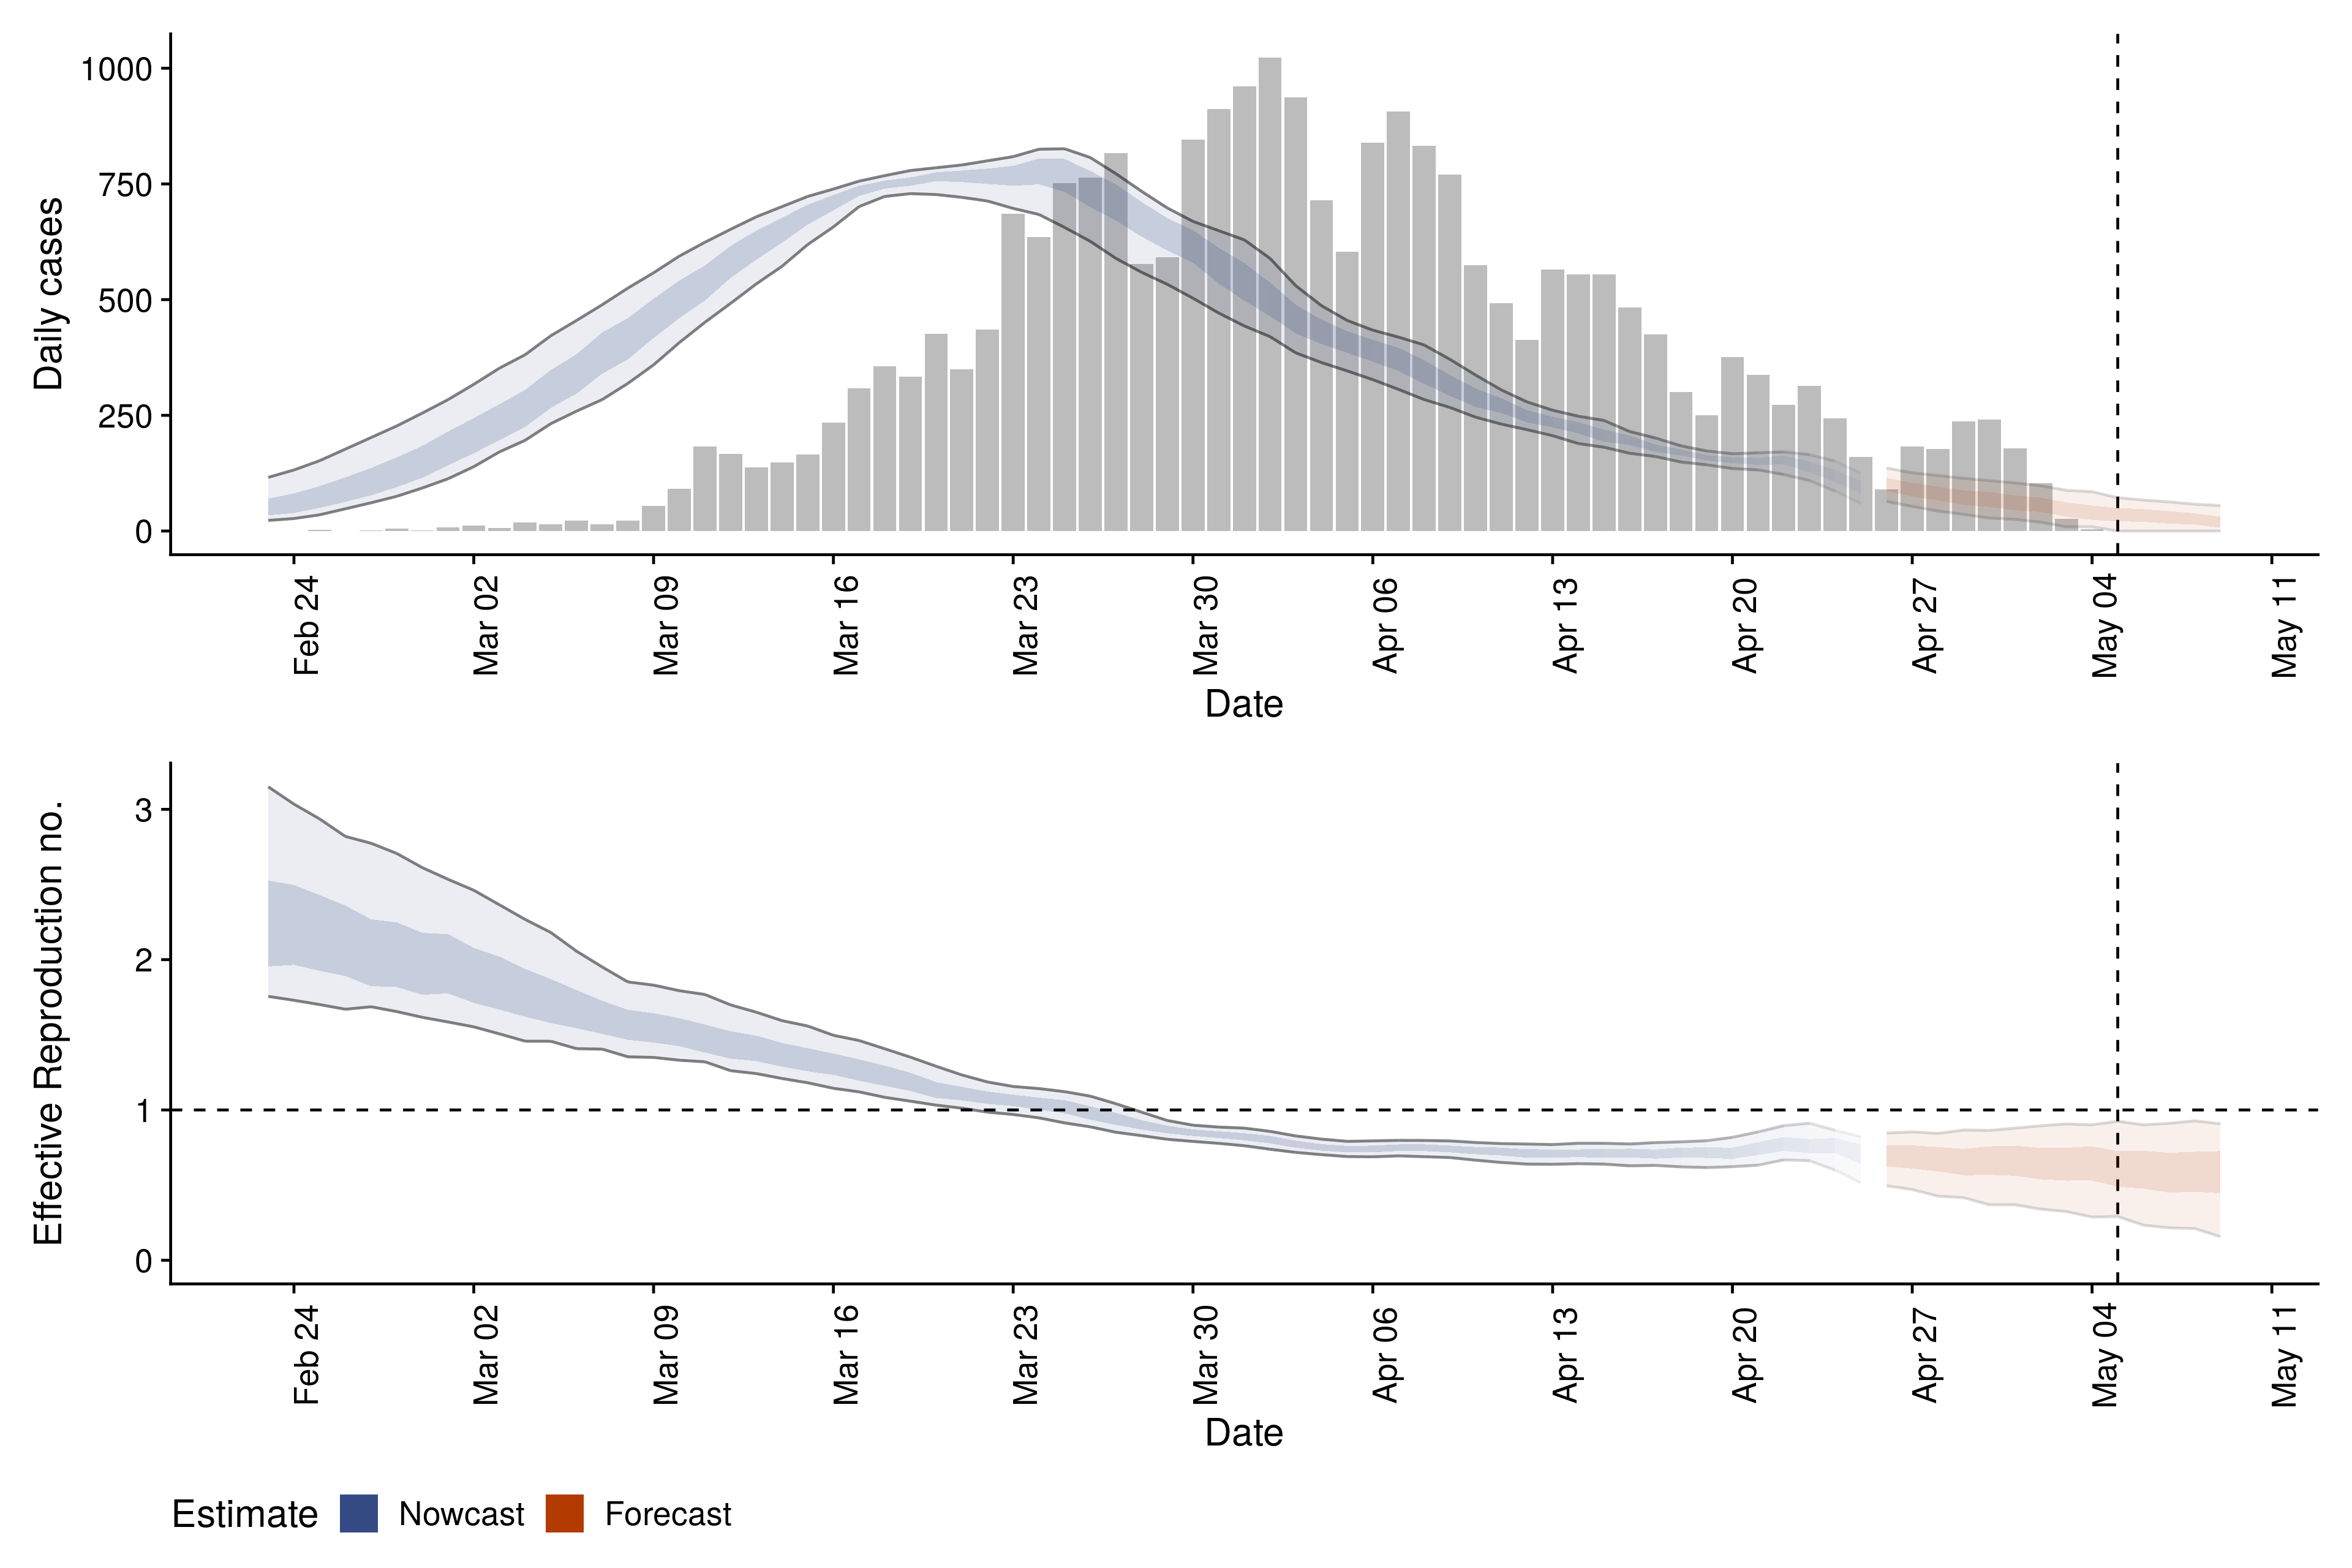 Daily cases
1000
750
500
250
0
Feb 24
Mar 02
Mar 09
Mar 16
Mar 23
Mar 30
Apr 06
Apr 13
Apr 20
Apr 27
May 04
May 11
Date
Effective Reproduction no.
3
2
1
0
Feb 24
Mar 02
Mar 09
Mar 16
Mar 23
Mar 30
Apr 06
Apr 13
Apr 20
Apr 27
May 04
May 11
Date
Estimate Nowcast Forecast